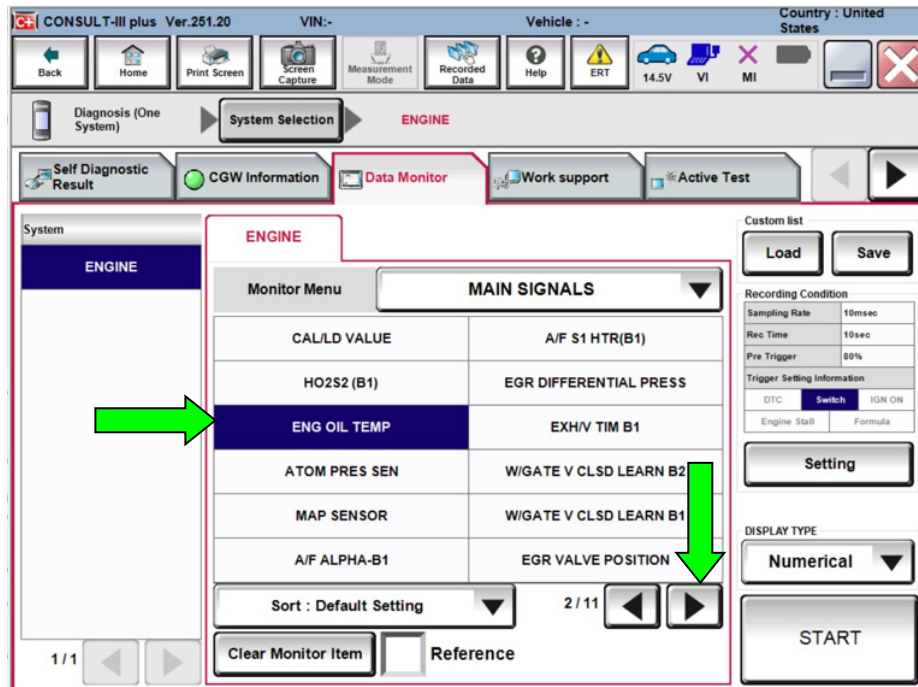 CONSULT-III plus Ver.251.20 VIN:- Vehicle : - Country : United States
Back
Home
Print Screen
Screen Capture
Measurement Mode
Recorded Data
Help
ERT
14.5V
VI
MI
Diagnosis (One System)
System Selection
ENGINE
Self Diagnostic Result
CGW Information
Data Monitor
Work support
Active Test
System
ENGINE
1/1
ENGINE
Monitor Menu
MAIN SIGNALS
CAL/LD VALUE A/F S1 HTR(B1)
HO2S2 (B1) EGR DIFFERENTIAL PRESS
ENG OIL TEMP EXH/V TIM B1
ATOM PRES SEN W/GATE V CLSD LEARN B2
MAP SENSOR W/GATE V CLSD LEARN B1
A/F ALPHA-B1 EGR VALVE POSITION
Sort : Default Setting
2/11
Clear Monitor Item
Reference
Custom list
Load
Save
Recording Condition
Sampling Rate 10msec
Rec Time 10sec
Pre Trigger 80%
Trigger Setting Information
DTC Switch IGN ON
Engine Stall Formula
Setting
DISPLAY TYPE
Numerical
START